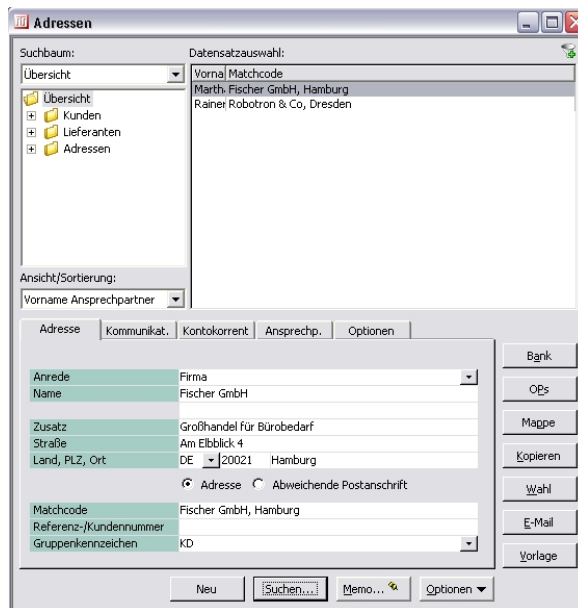 Adressen
Suchbaum:
Übersicht
Übersicht
Kunden
Lieferanten
Adressen
Ansicht/Sortierung:
Vorname Ansprechpartner
Datensatzauswahl:
Vorna Matchcode
Marth. Fischer GmbH, Hamburg
Rainer Robotron & Co, Dresden
Adresse Kommunikat. Kontokorrent Ansprechp. Optionen
Anrede Firma
Name Fischer GmbH
Zusatz Großhandel für Bürobedarf
Straße Am Elbblick 4
Land, PLZ, Ort DE 20021 Hamburg
Adresse Abweichende Postanschrift
Matchcode Fischer GmbH, Hamburg
Referenz-/Kundennummer
Gruppenkennzeichen KD
Bank
OPs
Mappe
Kopieren
Wahl
E-Mail
Vorlage
Neu Suchen... Memo... Optionen